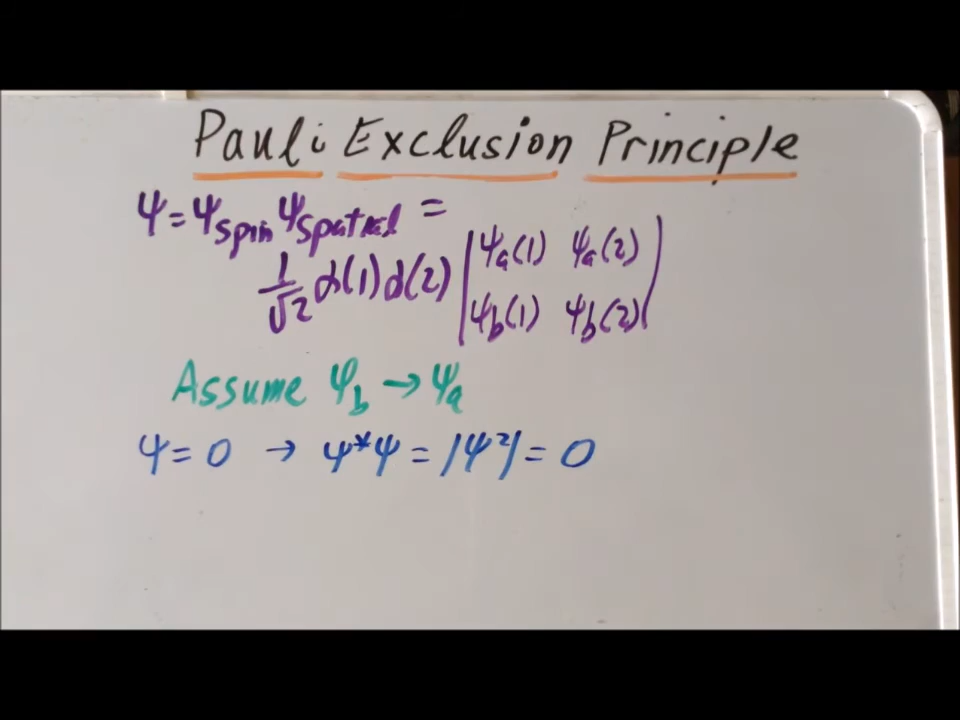 Pauli Exclusion Principle
Ψ = Ψspin Ψspatial =
1/√2 α(1)α(2) |ψa(1) ψa(2)|
|ψb(1) ψb(2)|
Assume ψb → ψa
Ψ = 0 → Ψ*Ψ = |Ψ²| = 0